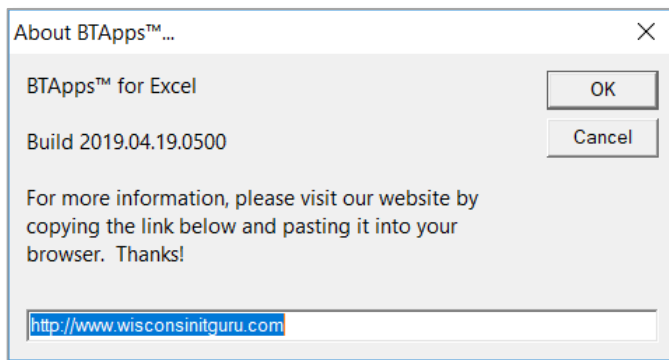 About BTApps™...
BTApps™ for Excel
OK
Build 2019.04.19.0500
Cancel
For more information, please visit our website by
copying the link below and pasting it into your
browser.  Thanks!
http://www.wisconsinitguru.com